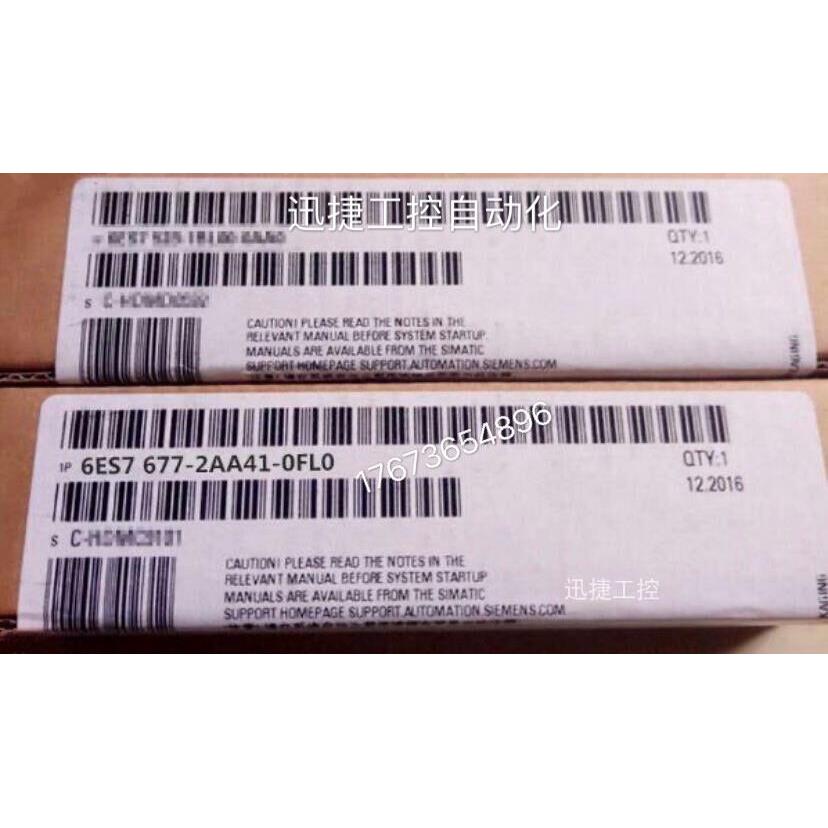 迅捷工控自动化
QTY:1
12.2016
S
CAUTION! PLEASE READ THE NOTES IN THE
RELEVANT MANUAL BEFORE SYSTEM STARTUP.
MANUALS ARE AVAILABLE FROM THE SIMATIC
SUPPORT HOMEPAGE SUPPORT.AUTOMATION.SIEMENS.COM
17673654896
1P 6ES7 677-2AA41-0FL0
QTY:1
12.2016
S
CAUTION! PLEASE READ THE NOTES IN THE
RELEVANT MANUAL BEFORE SYSTEM STARTUP
MANUALS ARE AVAILABLE FROM THE SIMATIC
SUPPORT HOMEPAGE SUPPORT.AUTOMATION.SIEMENS.COM
迅捷工控